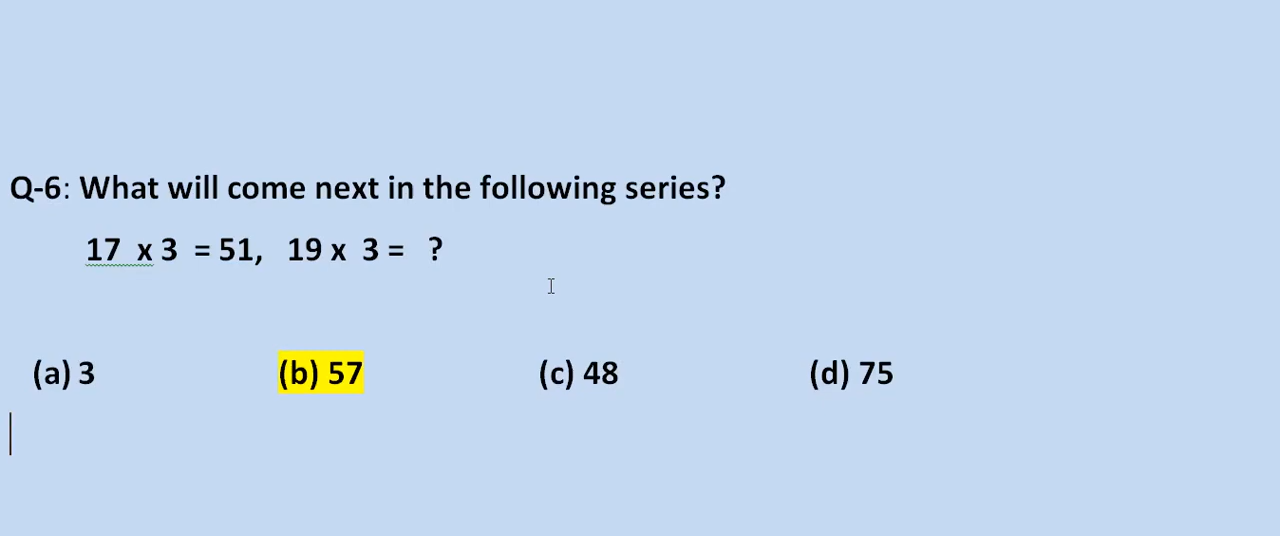 Q-6: What will come next in the following series?
17 x 3 = 51, 19 x 3 = ?
(a) 3 (b) 57 (c) 48 (d) 75